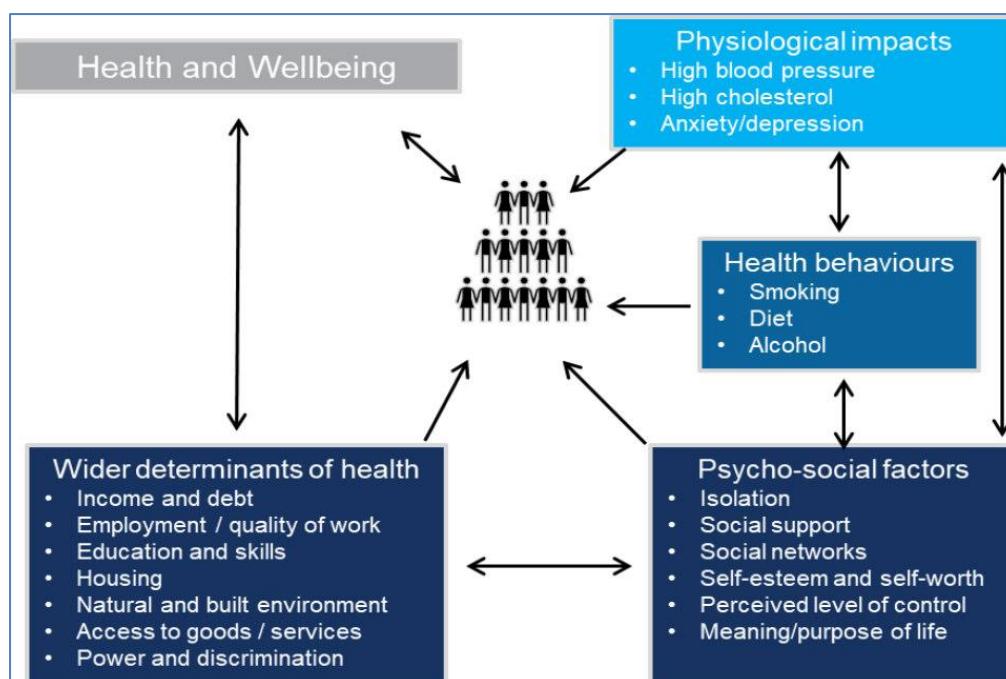 Health and Wellbeing
Physiological impacts
• High blood pressure
• High cholesterol
• Anxiety/depression
Health behaviours
• Smoking
• Diet
• Alcohol
Wider determinants of health
• Income and debt
• Employment / quality of work
• Education and skills
• Housing
• Natural and built environment
• Access to goods / services
• Power and discrimination
Psycho-social factors
• Isolation
• Social support
• Social networks
• Self-esteem and self-worth
• Perceived level of control
• Meaning/purpose of life